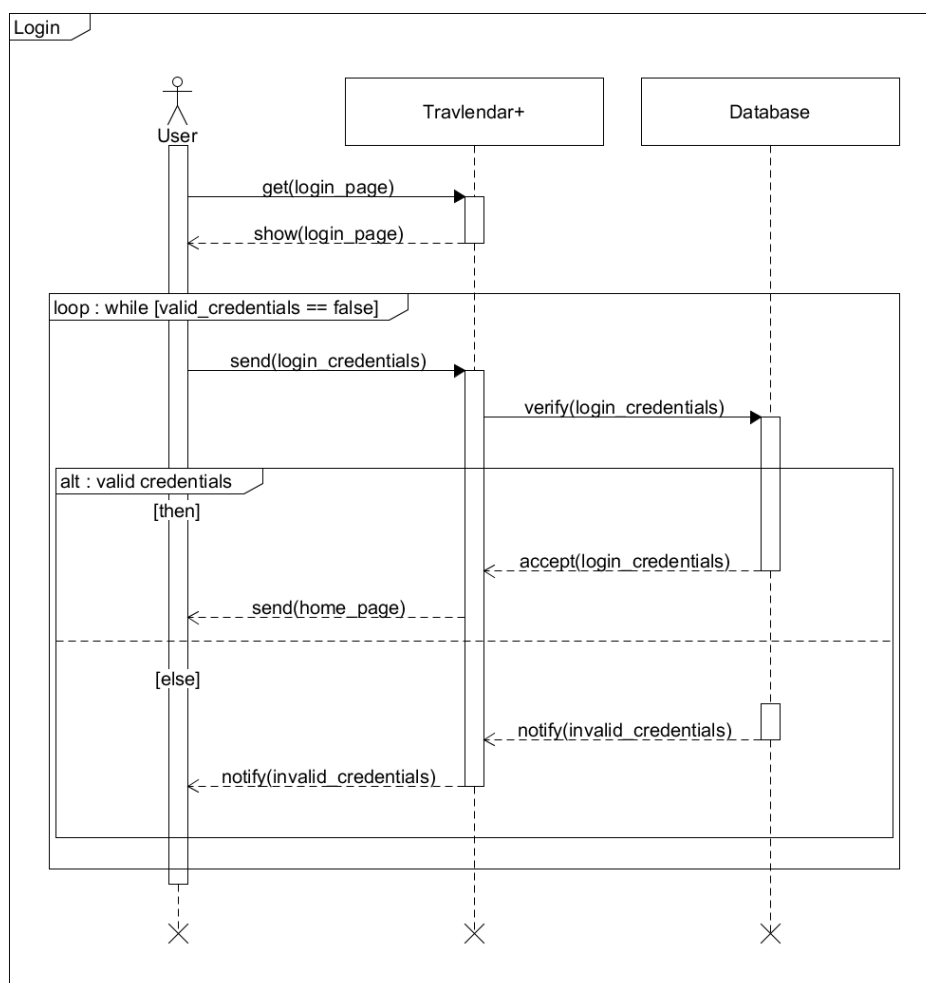 Login
User
Travlendar+
Database
get(login_page)
show(login_page)
loop : while [valid_credentials == false]
send(login_credentials)
verify(login_credentials)
alt : valid credentials
[then]
accept(login_credentials)
send(home_page)
[else]
notify(invalid_credentials)
notify(invalid_credentials)